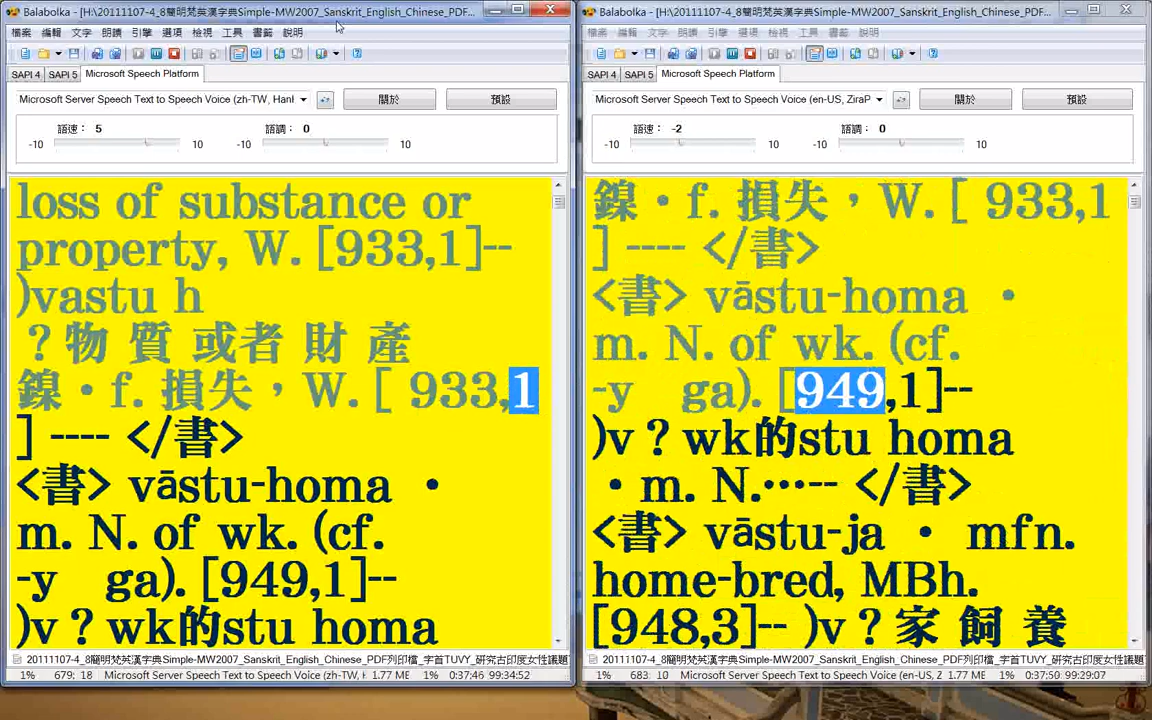 Balabolka - [H:\20111107-4_8簡明梵英漢字典Simple-MW2007_Sanskrit_English_Chinese_PDF...
檔案 編輯 文字 朗讀 引擎 選項 檢視 工具 書籤 說明
SAPI 4 SAPI 5 Microsoft Speech Platform
Microsoft Server Speech Text to Speech Voice (zh-TW, Hanl 關於 預設
語速： 5 語調： 0
-10 10 -10 10
loss of substance or
property, W. [933,1]--
)vastu h
？物 質 或者 財 產
鎳・f. 損失，W. [ 933,1
] ---- </書>
<書> vāstu-homa ・
m. N. of wk. (cf.
-y ga). [949,1]--
)v？wk的stu homa
20111107-4_8簡明梵英漢字典Simple-MW2007_Sanskrit_English_Chinese_PDF列印檔_字首TUVY_研究古印度女性議題
1% 679: 18 Microsoft Server Speech Text to Speech Voice (zh-TW, H 1.77 ME 1% 0:37:46 99:34:52
Balabolka - [H:\20111107-4_8簡明梵英漢字典Simple-MW2007_Sanskrit_English_Chinese_PDF...
檔案 編輯 文字 朗讀 引擎 選項 檢視 工具 書籤 說明
SAPI 4 SAPI 5 Microsoft Speech Platform
Microsoft Server Speech Text to Speech Voice (en-US, ZiraP 關於 預設
語速： -2 語調： 0
-10 10 -10 10
鎳・f. 損失，W. [ 933,1
] ---- </書>
<書> vāstu-homa ・
m. N. of wk. (cf.
-y ga). [949,1]--
)v？wk的stu homa
・m. N.…-- </書>
<書> vāstu-ja ・ mfn.
home-bred, MBh.
[948,3]-- )v？家 飼 養
20111107-4_8簡明梵英漢字典Simple-MW2007_Sanskrit_English_Chinese_PDF列印檔_字首TUVY_研究古印度女性議題
1% 683: 10 Microsoft Server Speech Text to Speech Voice (en-US, Z 1.77 ME 1% 0:37:50 99:29:07